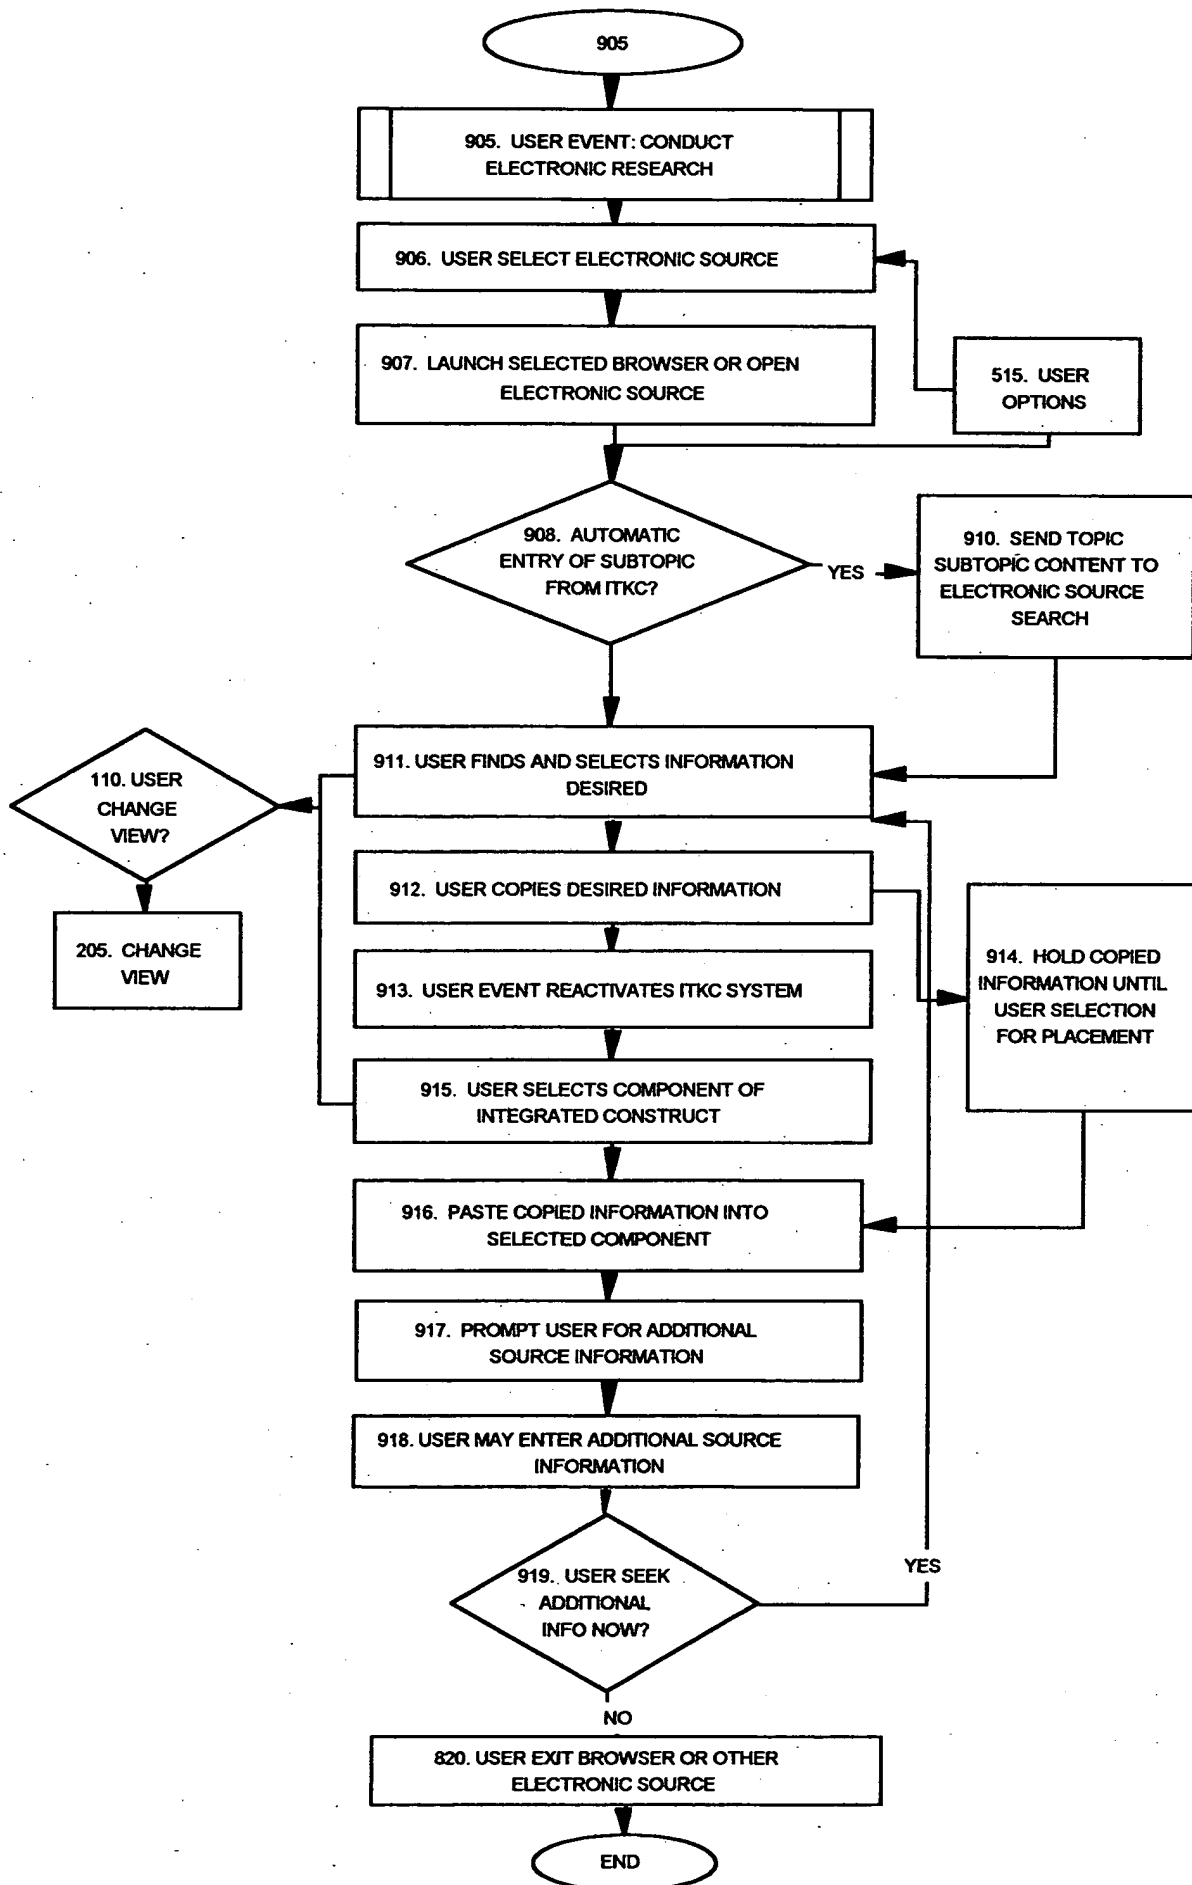 905
905. USER EVENT: CONDUCT
ELECTRONIC RESEARCH
906. USER SELECT ELECTRONIC SOURCE
907. LAUNCH SELECTED BROWSER OR OPEN
ELECTRONIC SOURCE
515. USER
OPTIONS
908. AUTOMATIC
ENTRY OF SUBTOPIC
FROM ITKC?
YES
910. SEND TOPIC
SUBTOPIC CONTENT TO
ELECTRONIC SOURCE
SEARCH
911. USER FINDS AND SELECTS INFORMATION
DESIRED
110. USER
CHANGE
VIEW?
205. CHANGE
VIEW
912. USER COPIES DESIRED INFORMATION
913. USER EVENT REACTIVATES ITKC SYSTEM
914. HOLD COPIED
INFORMATION UNTIL
USER SELECTION
FOR PLACEMENT
915. USER SELECTS COMPONENT OF
INTEGRATED CONSTRUCT
916. PASTE COPIED INFORMATION INTO
SELECTED COMPONENT
917. PROMPT USER FOR ADDITIONAL
SOURCE INFORMATION
918. USER MAY ENTER ADDITIONAL SOURCE
INFORMATION
919. USER SEEK
ADDITIONAL
INFO NOW?
YES
NO
820. USER EXIT BROWSER OR OTHER
ELECTRONIC SOURCE
END